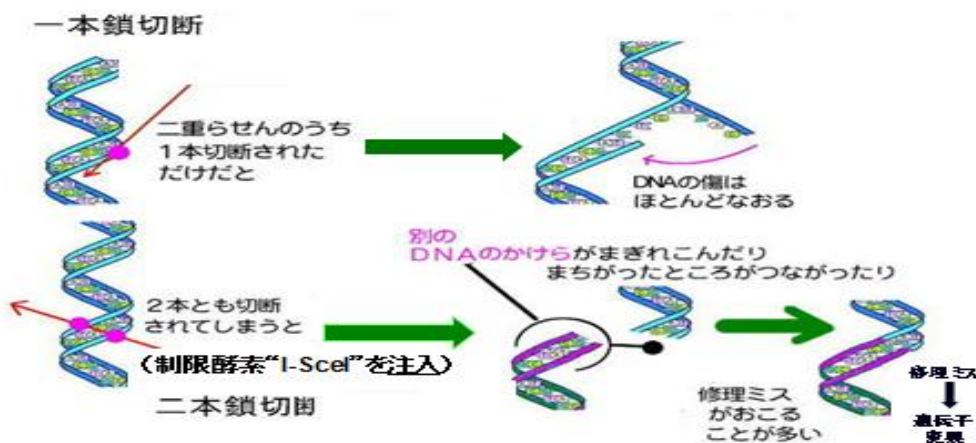 一本鎖切断
二重らせんのうち
1本切断された
だけだと
DNAの傷は
ほとんどなおる
別の
DNAのかけらがまぎれこんだり
まちがったところがつながったり
2本とも切断
されてしまうと
(制限酵素“I-SceI”を注入)
二本鎖切断
修理ミス
がおこる
ことが多い
修理ミス
遺伝子
変異